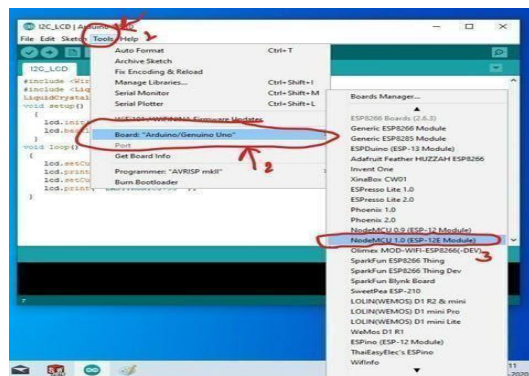 I2C_LCD | Arduino
File Edit Sketch Tools Help
2
I2C_LCD
#include <Wir
#include <Liq
LiquidCrystal
void setup()
{
lcd.init
lcd.bac
}
void loop()
{
lcd.setCu
lcd.print
lcd.setCu
lcd.print
}
Auto Format Ctrl+T
Archive Sketch
Fix Encoding & Reload
Manage Libraries... Ctrl+Shift+I
Serial Monitor Ctrl+Shift+M
Serial Plotter Ctrl+Shift+L
WiFi101 / WiFiNINA Firmware Updater
Board: "Arduino/Genuino Uno"
Port
Get Board Info
Programmer: "AVRISP mkII"
Burn Bootloader
2
Boards Manager...
ESP8266 Boards (2.6.3)
Generic ESP8266 Module
Generic ESP8285 Module
ESPDuino (ESP-13 Module)
Adafruit Feather HUZZAH ESP8266
Invent One
XinaBox CW01
ESPresso Lite 1.0
ESPresso Lite 2.0
Phoenix 1.0
Phoenix 2.0
NodeMCU 0.9 (ESP-12 Module)
NodeMCU 1.0 (ESP-12E Module)
Olimex MOD-WIFI-ESP8266(-DEV)
3
SparkFun ESP8266 Thing
SparkFun ESP8266 Thing Dev
SparkFun Blynk Board
SweetPea ESP-210
LOLIN(WEMOS) D1 R2 & mini
LOLIN(WEMOS) D1 mini Pro
LOLIN(WEMOS) D1 mini Lite
WeMos D1 R1
ESPino (ESP-12 Module)
ThaiEasyElec's ESPino
WifInfo
7
11